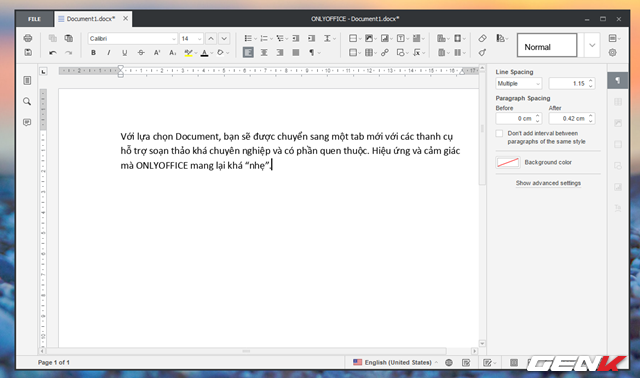 FILE
Document1.docx*
ONLYOFFICE - Document1.docx*
Calibri
14
Normal
Line Spacing
Multiple
1.15
Paragraph Spacing
Before
After
0 cm
0.42 cm
Don't add interval between
paragraphs of the same style
Background color
Show advanced settings
Với lựa chọn Document, bạn sẽ được chuyển sang một tab mới với các thanh cụ
hỗ trợ soạn thảo khá chuyên nghiệp và có phần quen thuộc. Hiệu ứng và cảm giác
mà ONLYOFFICE mang lại khá “nhẹ”.
Page 1 of 1
English (United States)
GENK